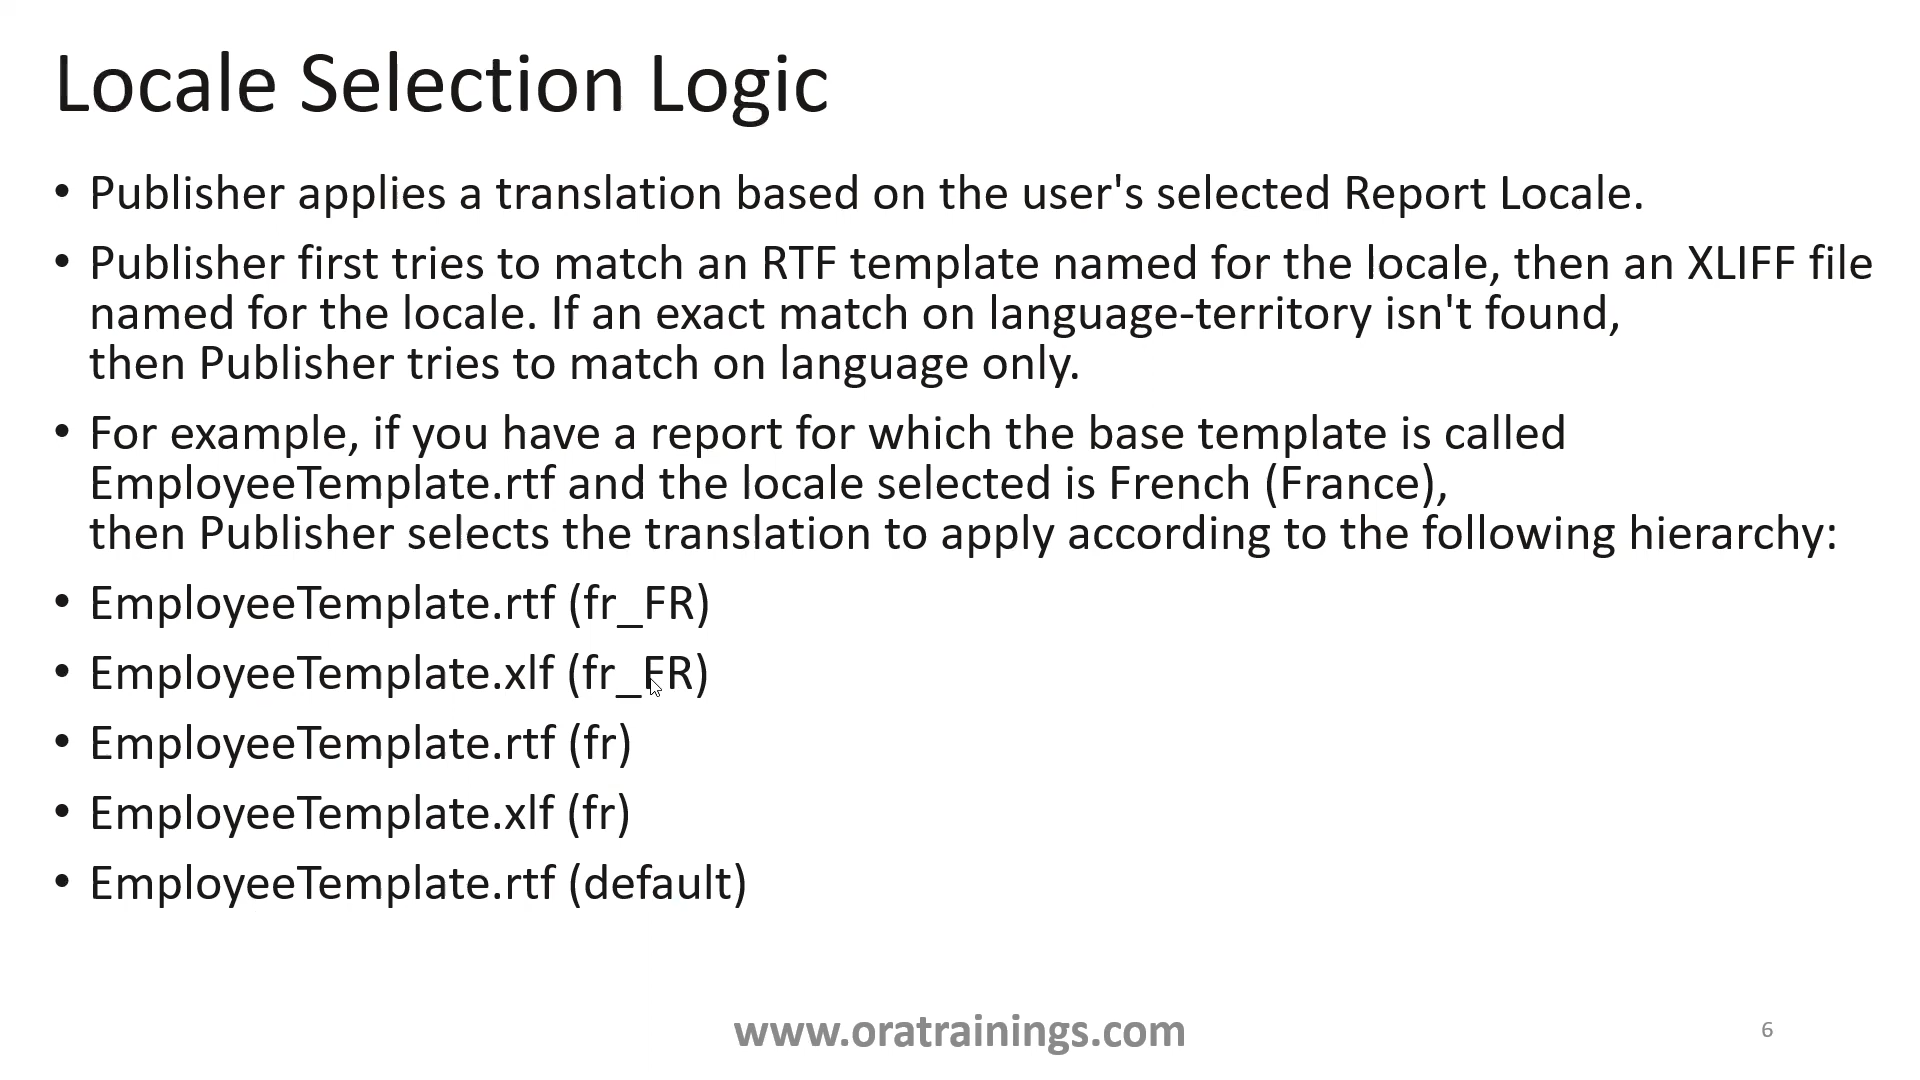 Locale Selection Logic
• Publisher applies a translation based on the user's selected Report Locale.
• Publisher first tries to match an RTF template named for the locale, then an XLIFF file
named for the locale. If an exact match on language-territory isn't found,
then Publisher tries to match on language only.
• For example, if you have a report for which the base template is called
EmployeeTemplate.rtf and the locale selected is French (France),
then Publisher selects the translation to apply according to the following hierarchy:
• EmployeeTemplate.rtf (fr_FR)
• EmployeeTemplate.xlf (fr_FR)
• EmployeeTemplate.rtf (fr)
• EmployeeTemplate.xlf (fr)
• EmployeeTemplate.rtf (default)
www.oratrainings.com
6